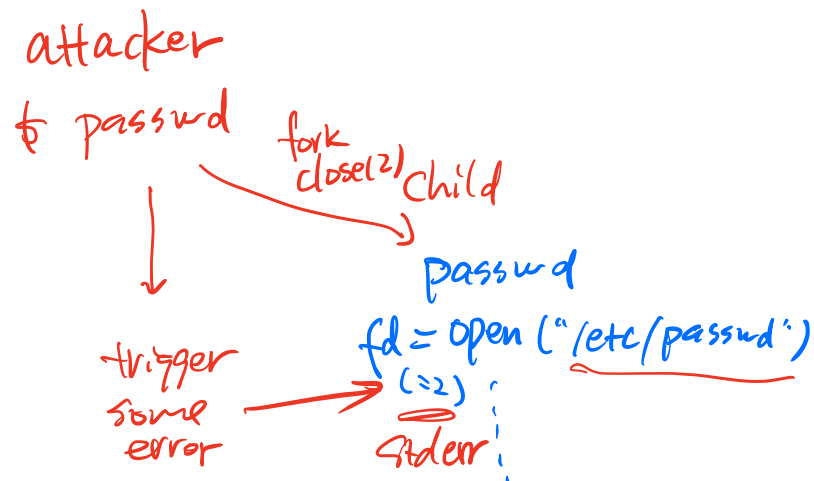 attacker
$ passwd
fork
close(2)
child
passwd
fd = open ("/etc/passwd")
(=2)
stderr
trigger
some
error